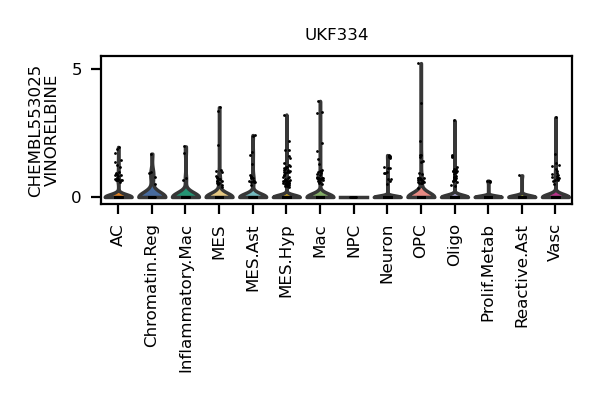 UKF334
CHEMBL553025
VINORELBINE
5
0
AC
Chromatin.Reg
Inflammatory.Mac
MES
MES.Ast
MES.Hyp
Mac
NPC
Neuron
OPC
Oligo
Prolif.Metab
Reactive.Ast
Vasc